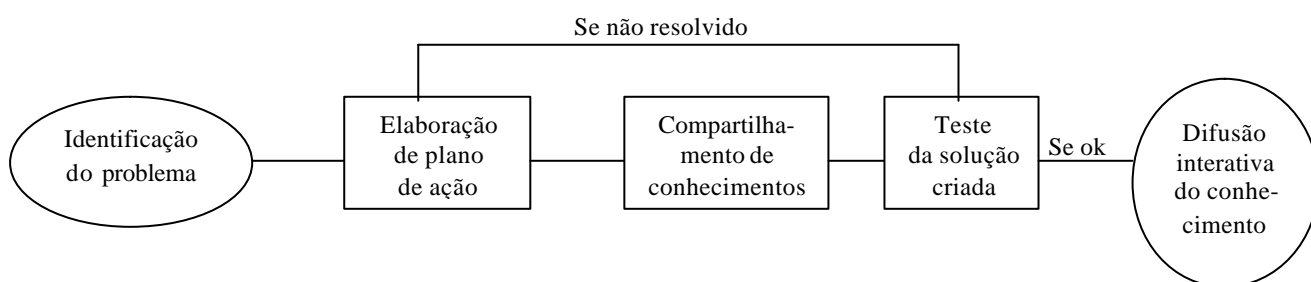 Se não resolvido
Identificação
do problema
Elaboração
de plano
de ação
Compartilha-
mento de
conhecimentos
Teste
da solução
criada
Se ok
Difusão
interativa
do conhe-
cimento